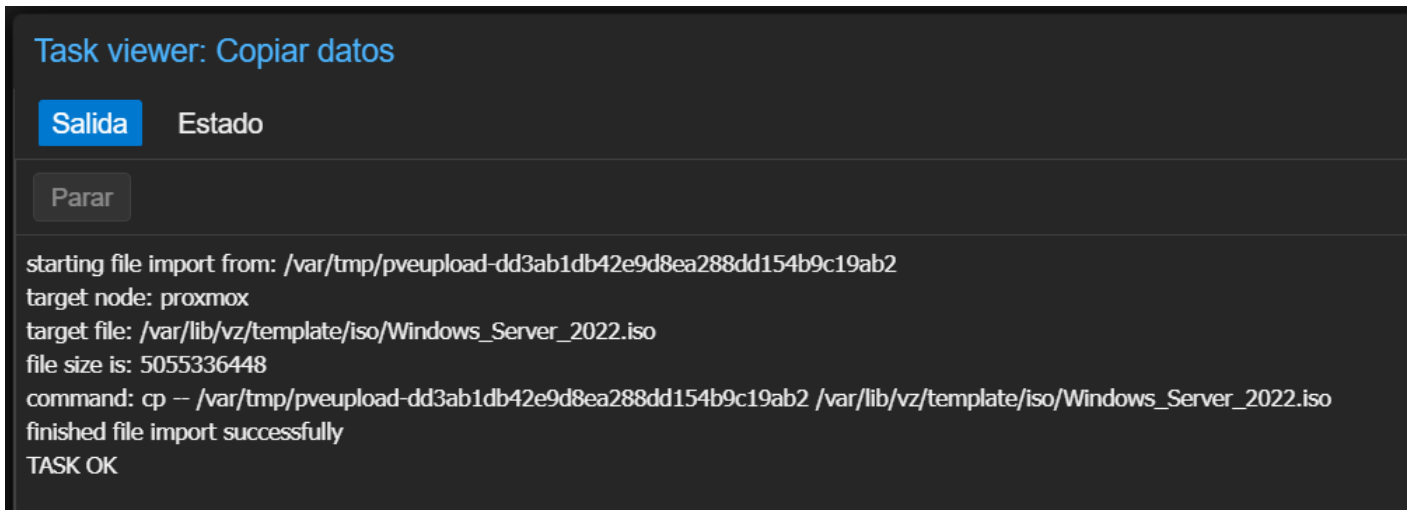 Task viewer: Copiar datos
Salida Estado
Parar
starting file import from: /var/tmp/pveupload-dd3ab1db42e9d8ea288dd154b9c19ab2
target node: proxmox
target file: /var/lib/vz/template/iso/Windows_Server_2022.iso
file size is: 5055336448
command: cp -- /var/tmp/pveupload-dd3ab1db42e9d8ea288dd154b9c19ab2 /var/lib/vz/template/iso/Windows_Server_2022.iso
finished file import successfully
TASK OK